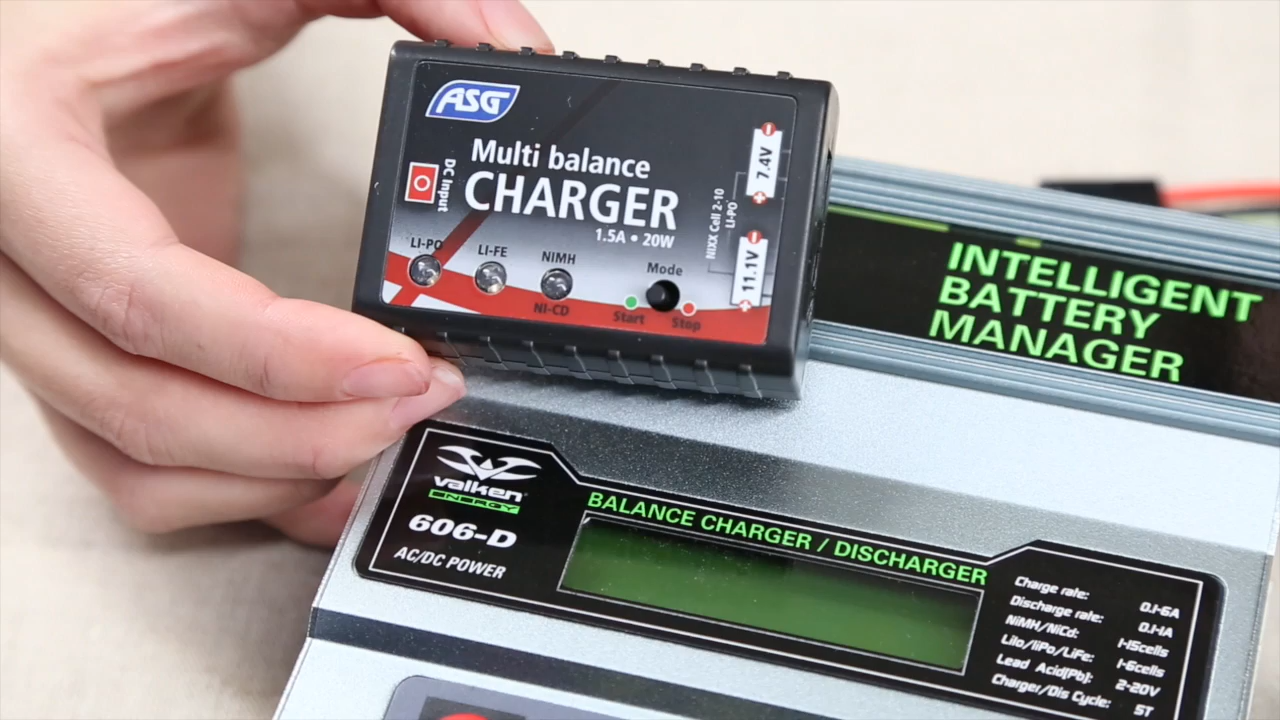 ASG
Multi balance
CHARGER
1.5A • 20W
DC Input
LI-PO
LI-FE
NIMH
NI-CD
Mode
Start
Stop
NIXX Cell 2-10
LI-PO
7.4V
11.1V
INTELLIGENT
BATTERY
MANAGER
valken
ENERGY
606-D
AC/DC POWER
BALANCE CHARGER / DISCHARGER
Charge rate: 0.1-6A
Discharge rate: 0.1-1A
NiMH/NiCd: 1-15cells
LiIo/liPo/LiFe: 1-6cells
Lead Acid(Pb): 2-20V
Charger/Dis Cycle: 5T